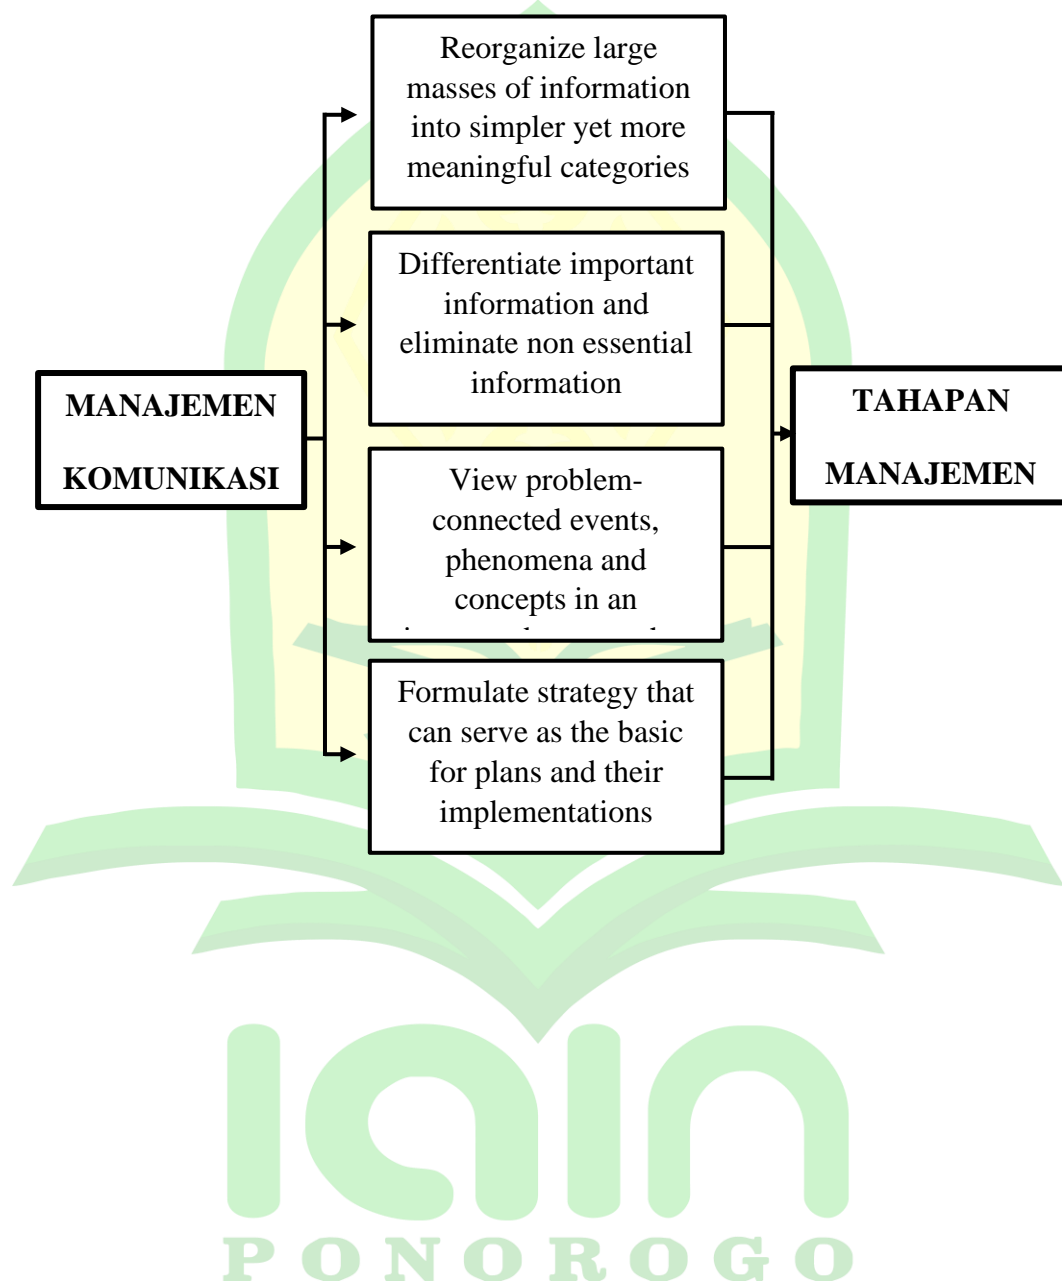 Reorganize large
masses of information
into simpler yet more
meaningful categories
Differentiate important
information and
eliminate non essential
information
MANAJEMEN
KOMUNIKASI
View problem-
connected events,
phenomena and
concepts in an
Formulate strategy that
can serve as the basic
for plans and their
implementations
TAHAPAN
MANAJEMEN
iain
PONOROGO